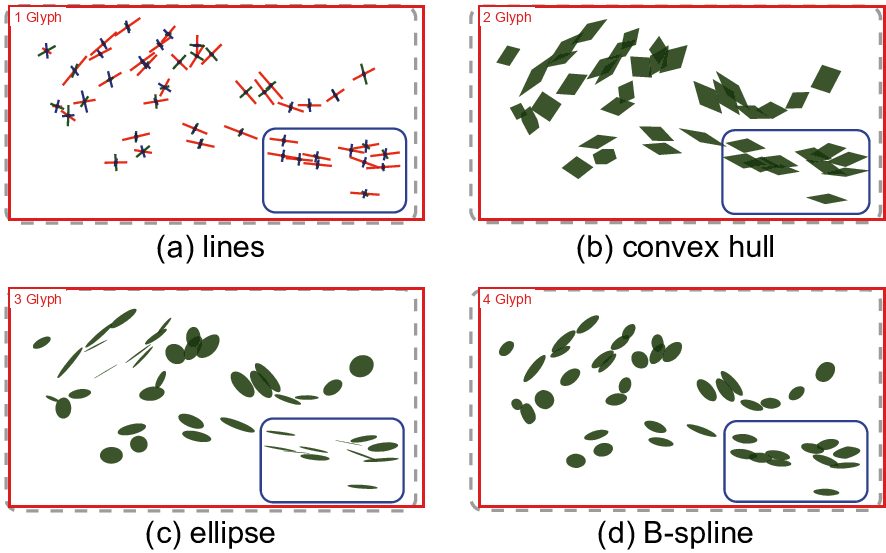 1 Glyph
2 Glyph
(a) lines
(b) convex hull
3 Glyph
4 Glyph
(c) ellipse
(d) B-spline